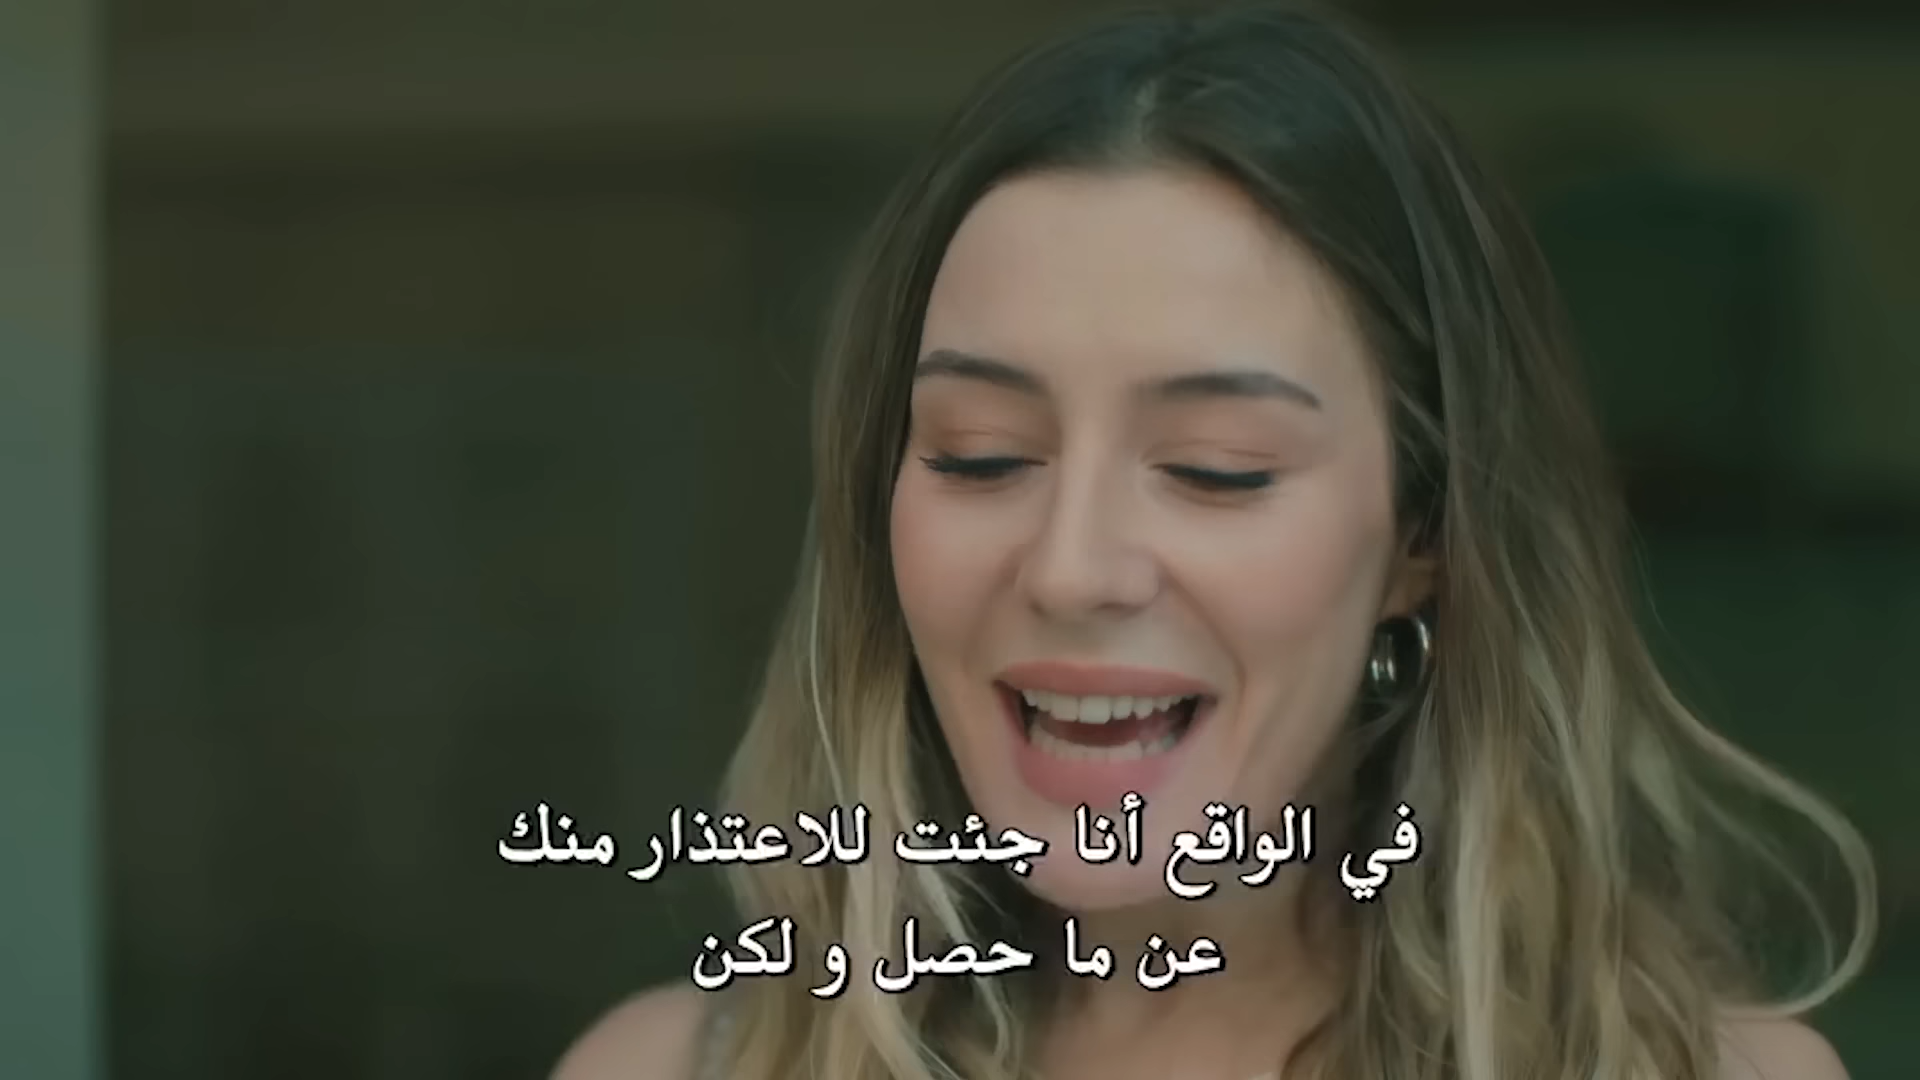 في الواقع أنا جئت للاعتذار منك
عن ما حصل و لكن